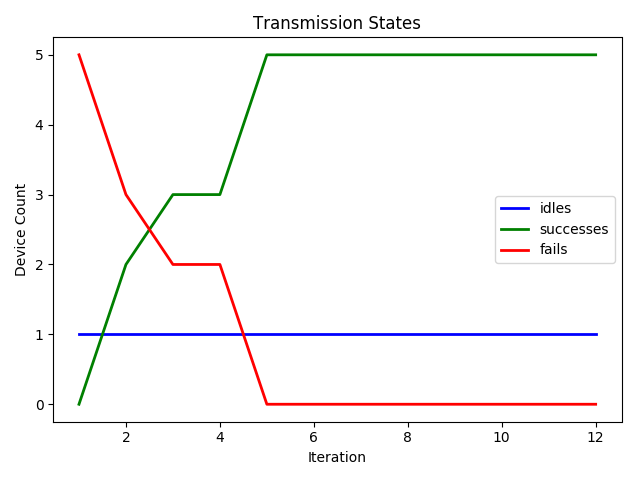 Transmission States
5
4
3
2
1
0
Device Count
idles
successes
fails
2
4
6
8
10
12
Iteration